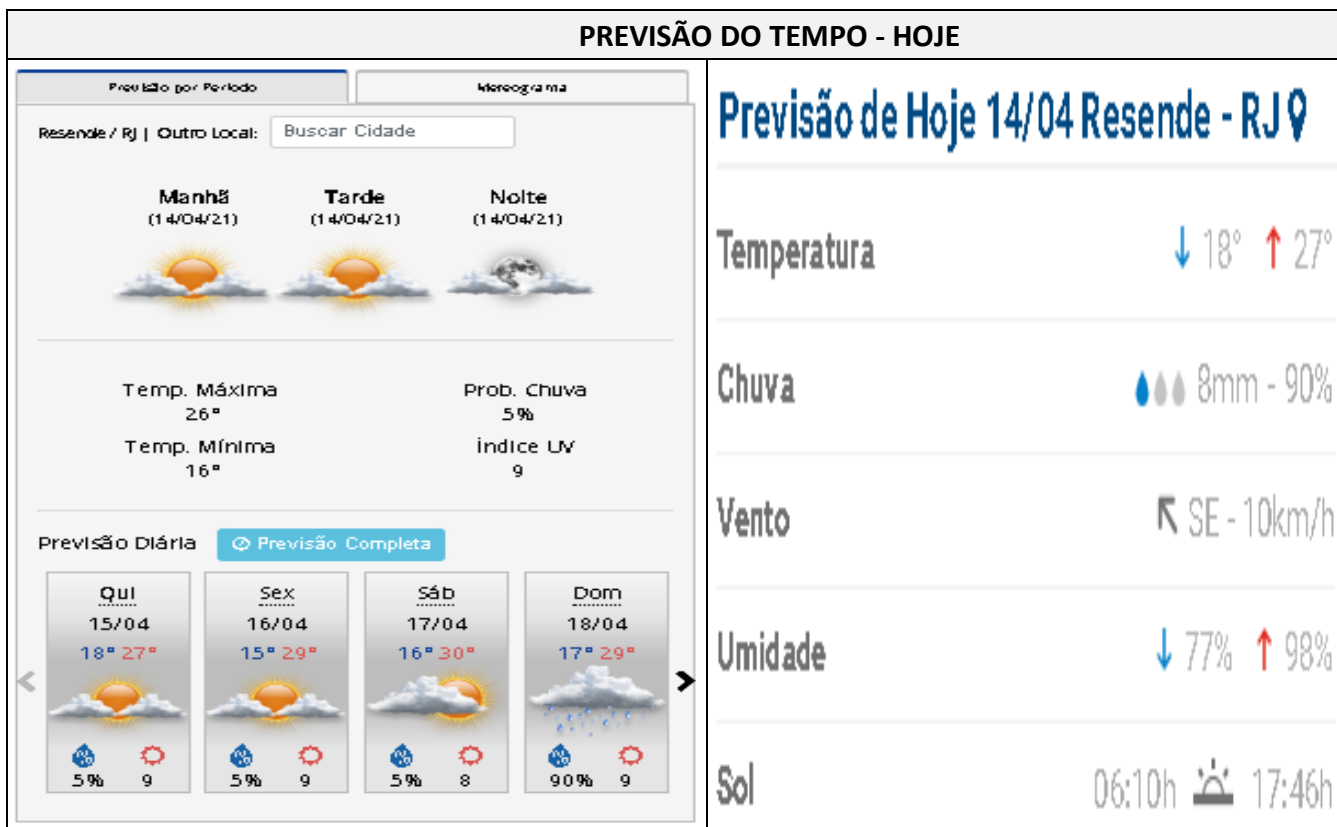 PREVISÃO DO TEMPO - HOJE
Previsão por Período
Meteograma
Resende / RJ | Outro Local: Buscar Cidade
Manhã Tarde Noite
(14/04/21) (14/04/21) (14/04/21)
Temp. Máxima Prob. Chuva
26° 5%
Temp. Mínima Índice UV
16° 9
Previsão Diária Previsão Completa
Qui Sex Sáb Dom
15/04 16/04 17/04 18/04
18° 27° 15° 29° 16° 30° 17° 29°
5% 9 5% 9 5% 8 90% 9
Previsão de Hoje 14/04 Resende - RJ
Temperatura ↓ 18° ↑ 27°
Chuva 8mm - 90%
Vento SE - 10km/h
Umidade ↓ 77% ↑ 98%
Sol 06:10h 17:46h